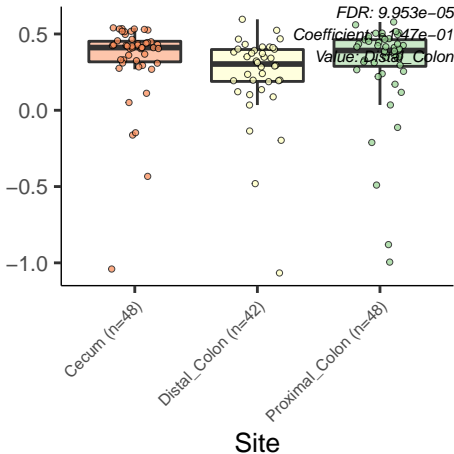 FDR: 9.953e−05
Coefficient:
Value: Distal_Colon
0.5
0.0
−0.5
−1.0
Cecum (n=48)
Distal_Colon (n=42)
Proximal_Colon (n=48)
Site